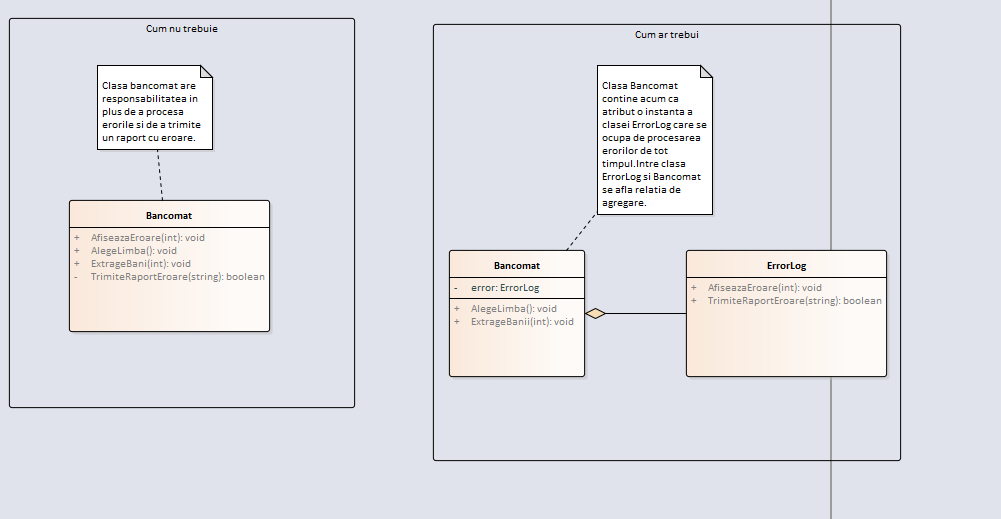 Cum nu trebuie
Clasa bancomat are
responsabilitatea in
plus de a procesa
erorile si de a trimite
un raport cu eroare.
Bancomat
+ AfiseazaEroare(int): void
+ AlegeLimba(): void
+ ExtrageBani(int): void
- TrimiteRaportEroare(string): boolean
Cum ar trebui
Clasa Bancomat
contine acum ca
atribut o instanta a
clasei ErrorLog care se
ocupa de procesarea
erorilor de tot
timpul.Intre clasa
ErrorLog si Bancomat
se afla relatia de
agregare.
Bancomat
- error: ErrorLog
+ AlegeLimba(): void
+ ExtrageBanii(int): void
ErrorLog
+ AfiseazaEroare(int): void
+ TrimiteRaportEroare(string): boolean